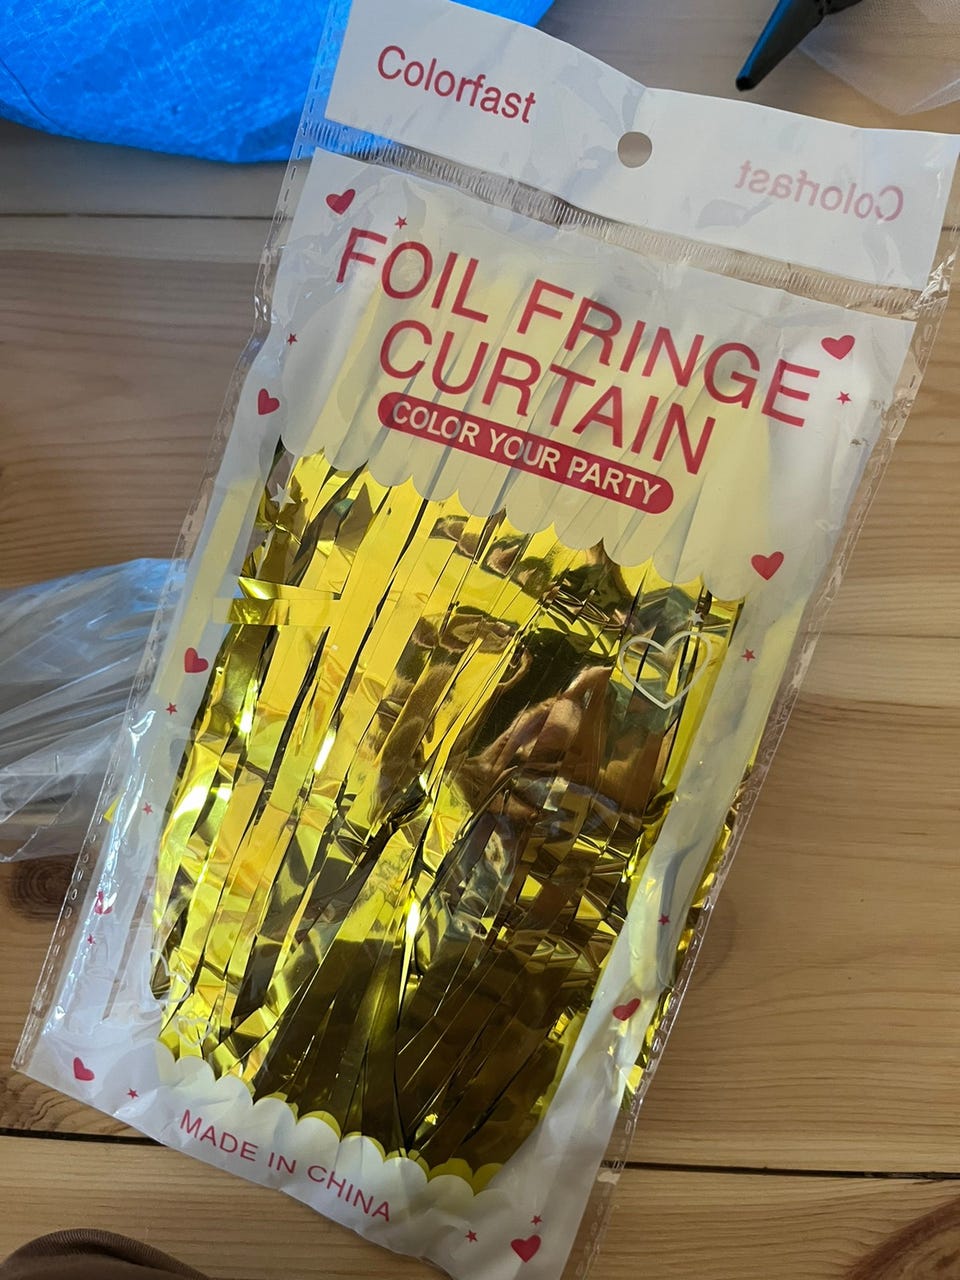 Colorfast
Colorfast
FOIL FRINGE
CURTAIN
COLOR YOUR PARTY
MADE IN CHINA